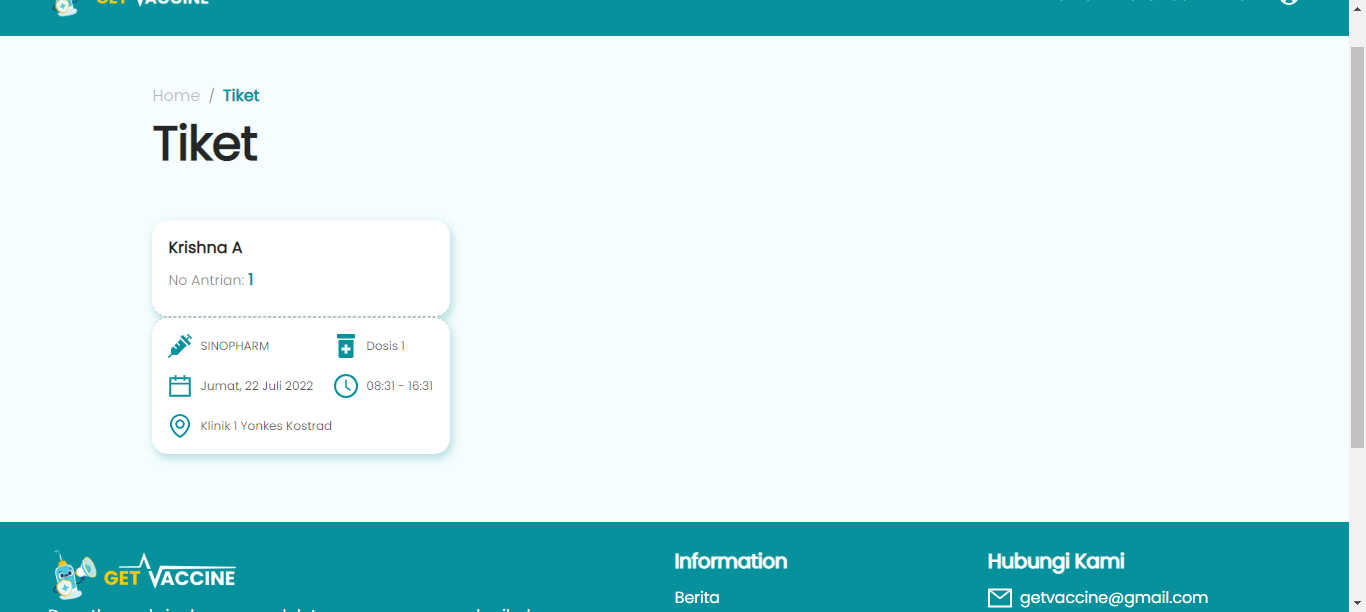 GET VACCINE
Home / Tiket
Tiket
Krishna A
No Antrian: 1
SINOPHARM
Dosis 1
Jumat, 22 Juli 2022
08:31 - 16:31
Klinik 1 Yonkes Kostrad
GET VACCINE
Information
Hubungi Kami
Berita
getvaccine@gmail.com